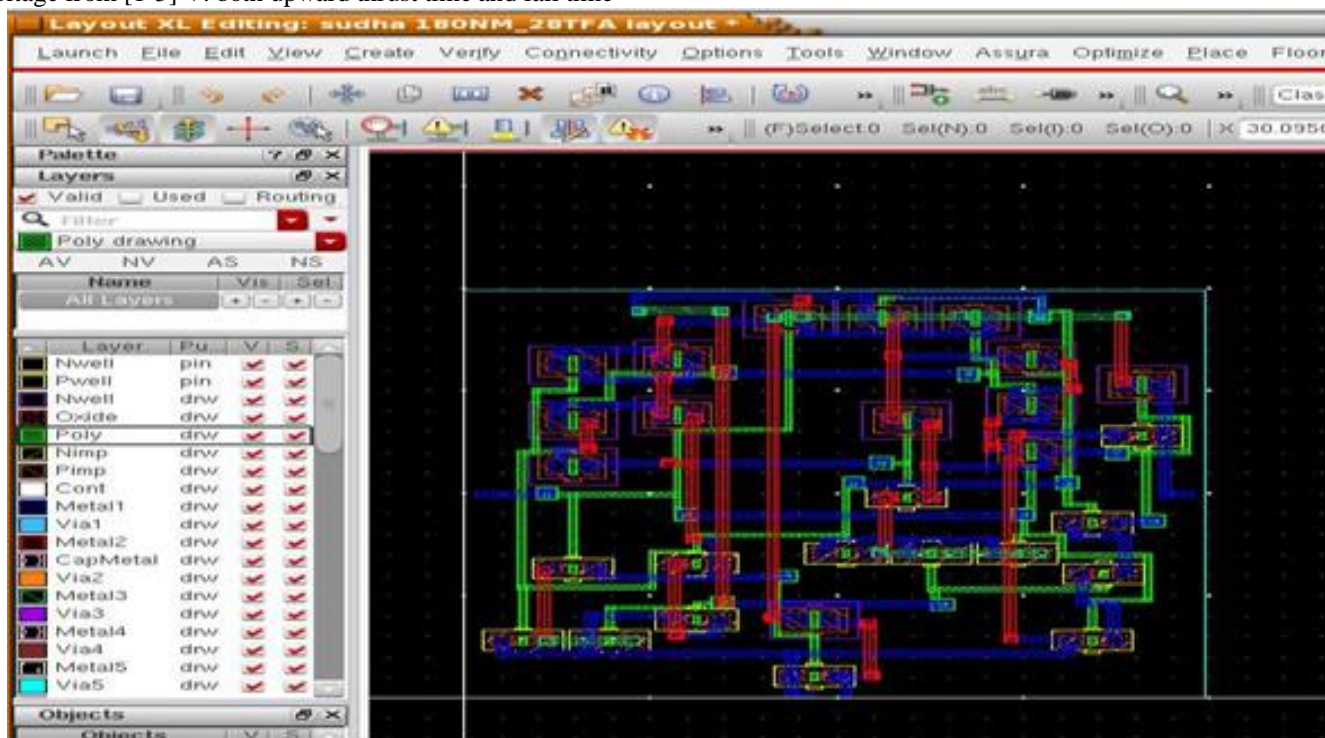 Layout XL Editing: sudha 180NM_28TFA layout *
Launch File Edit View Create Verify Connectivity Options Tools Window Assura Optimize Place Floor
Clas
(F)Select:0 Sel(N):0 Sel(I):0 Sel(O):0 X 30.0950
Palette
Layers
Valid Used Routing
Filter
Poly drawing
AV NV AS NS
Name Vis Sel
All Layers
Layer Pu... V S
Nwell pin
Pwell pin
Nwell drw
Oxide drw
Poly drw
Nimp drw
Pimp drw
Cont drw
Metal1 drw
Via1 drw
Metal2 drw
CapMetal drw
Via2 drw
Metal3 drw
Via3 drw
Metal4 drw
Via4 drw
Metal5 drw
Via5 drw
Objects
Objects V S